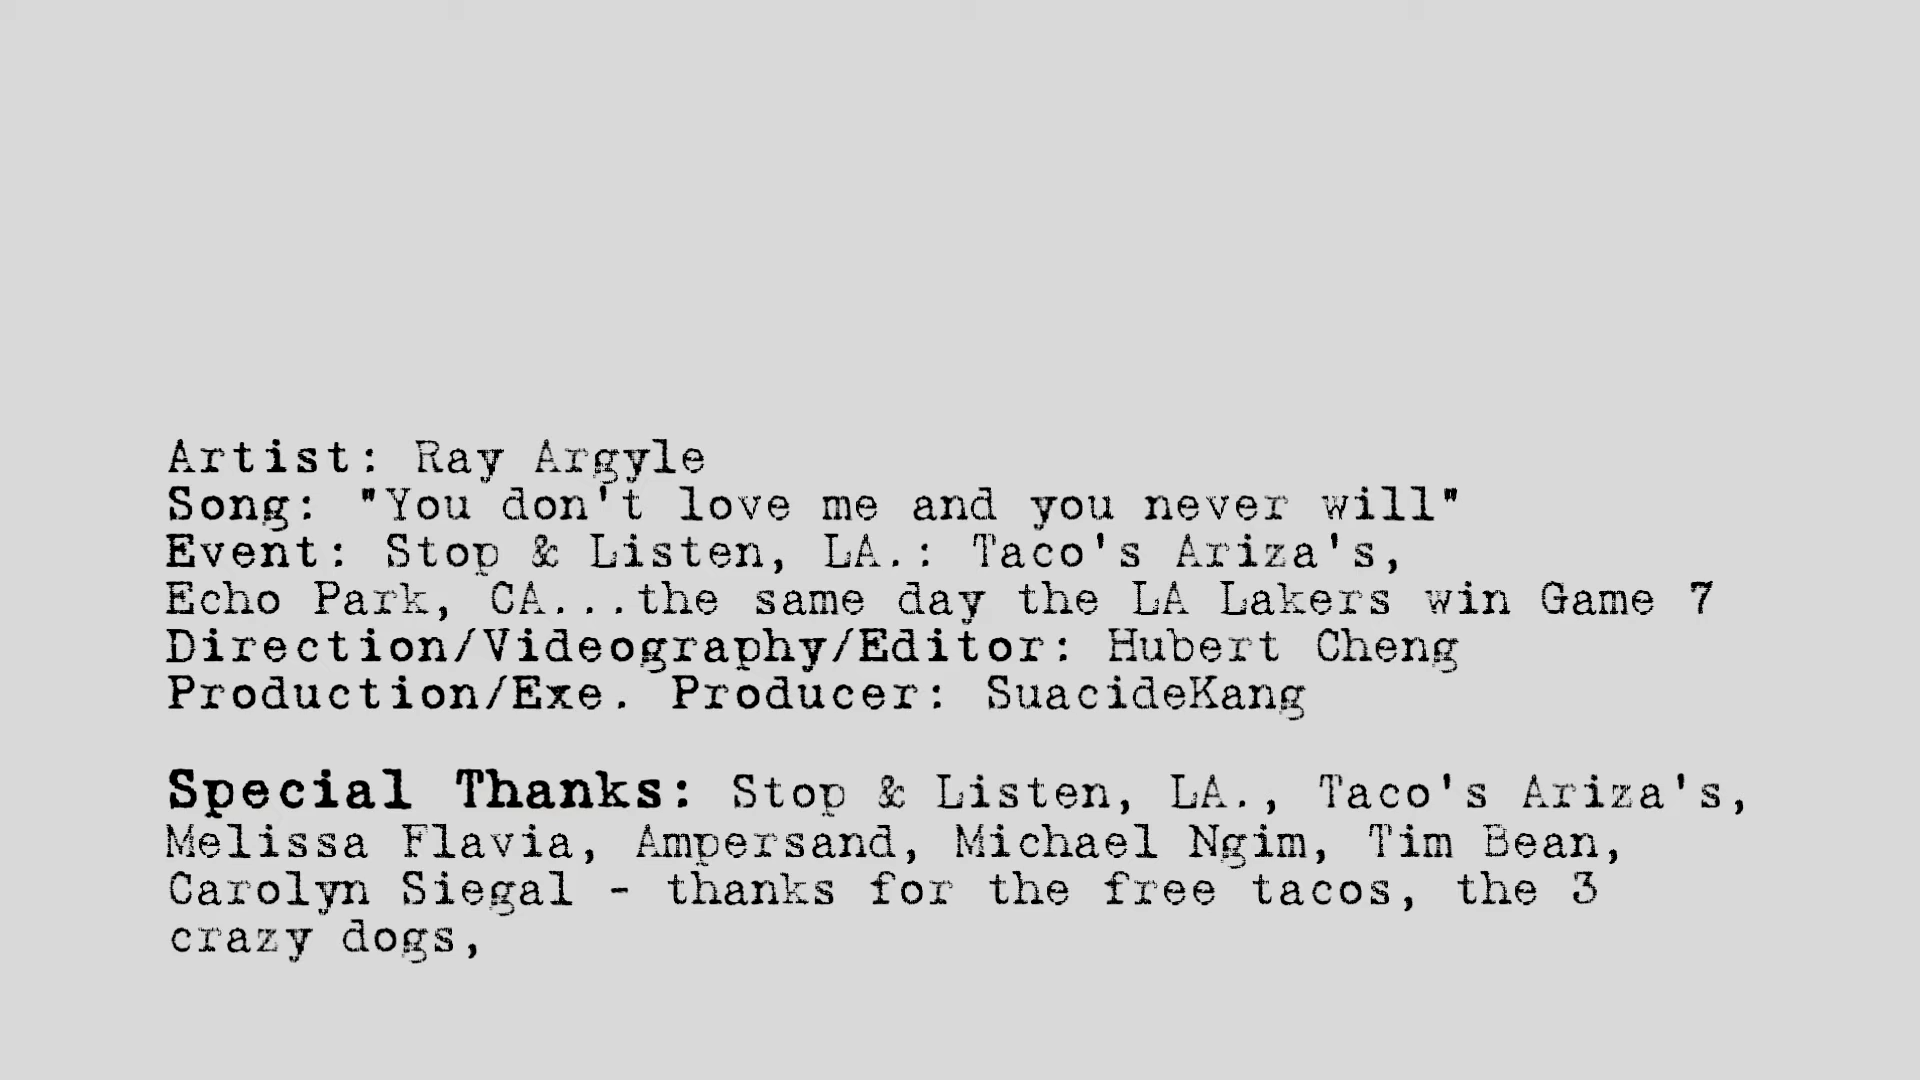 Artist: Ray Argyle
Song: "You don't love me and you never will"
Event: Stop & Listen, LA.: Taco's Ariza's,
Echo Park, CA...the same day the LA Lakers win Game 7
Direction/Videography/Editor: Hubert Cheng
Production/Exe. Producer: SuacideKang
Special Thanks: Stop & Listen, LA., Taco's Ariza's,
Melissa Flavia, Ampersand, Michael Ngim, Tim Bean,
Carolyn Siegal - thanks for the free tacos, the 3
crazy dogs,